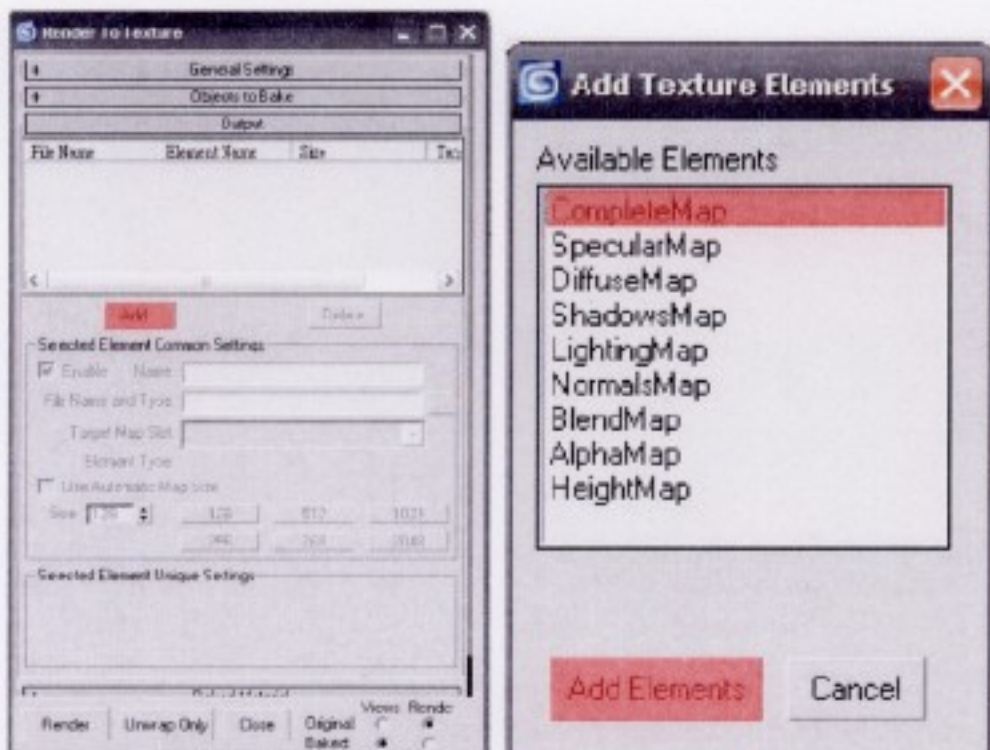 Render To Texture
General Settings
Objects to Bake
Output
File Name Element Name Size
Add Delete
Selected Element Common Settings
Enable Name
File Name and Type
Target Map Slot
Element Type
Use Automatic Map Size
Size 128 128 512 1024
256 768 2048
Selected Element Unique Settings
Views Render
Render Unwrap Only Close Original
Baked
Add Texture Elements
Available Elements
CompleteMap
SpecularMap
DiffuseMap
ShadowsMap
LightingMap
NormalsMap
BlendMap
AlphaMap
HeightMap
Add Elements Cancel